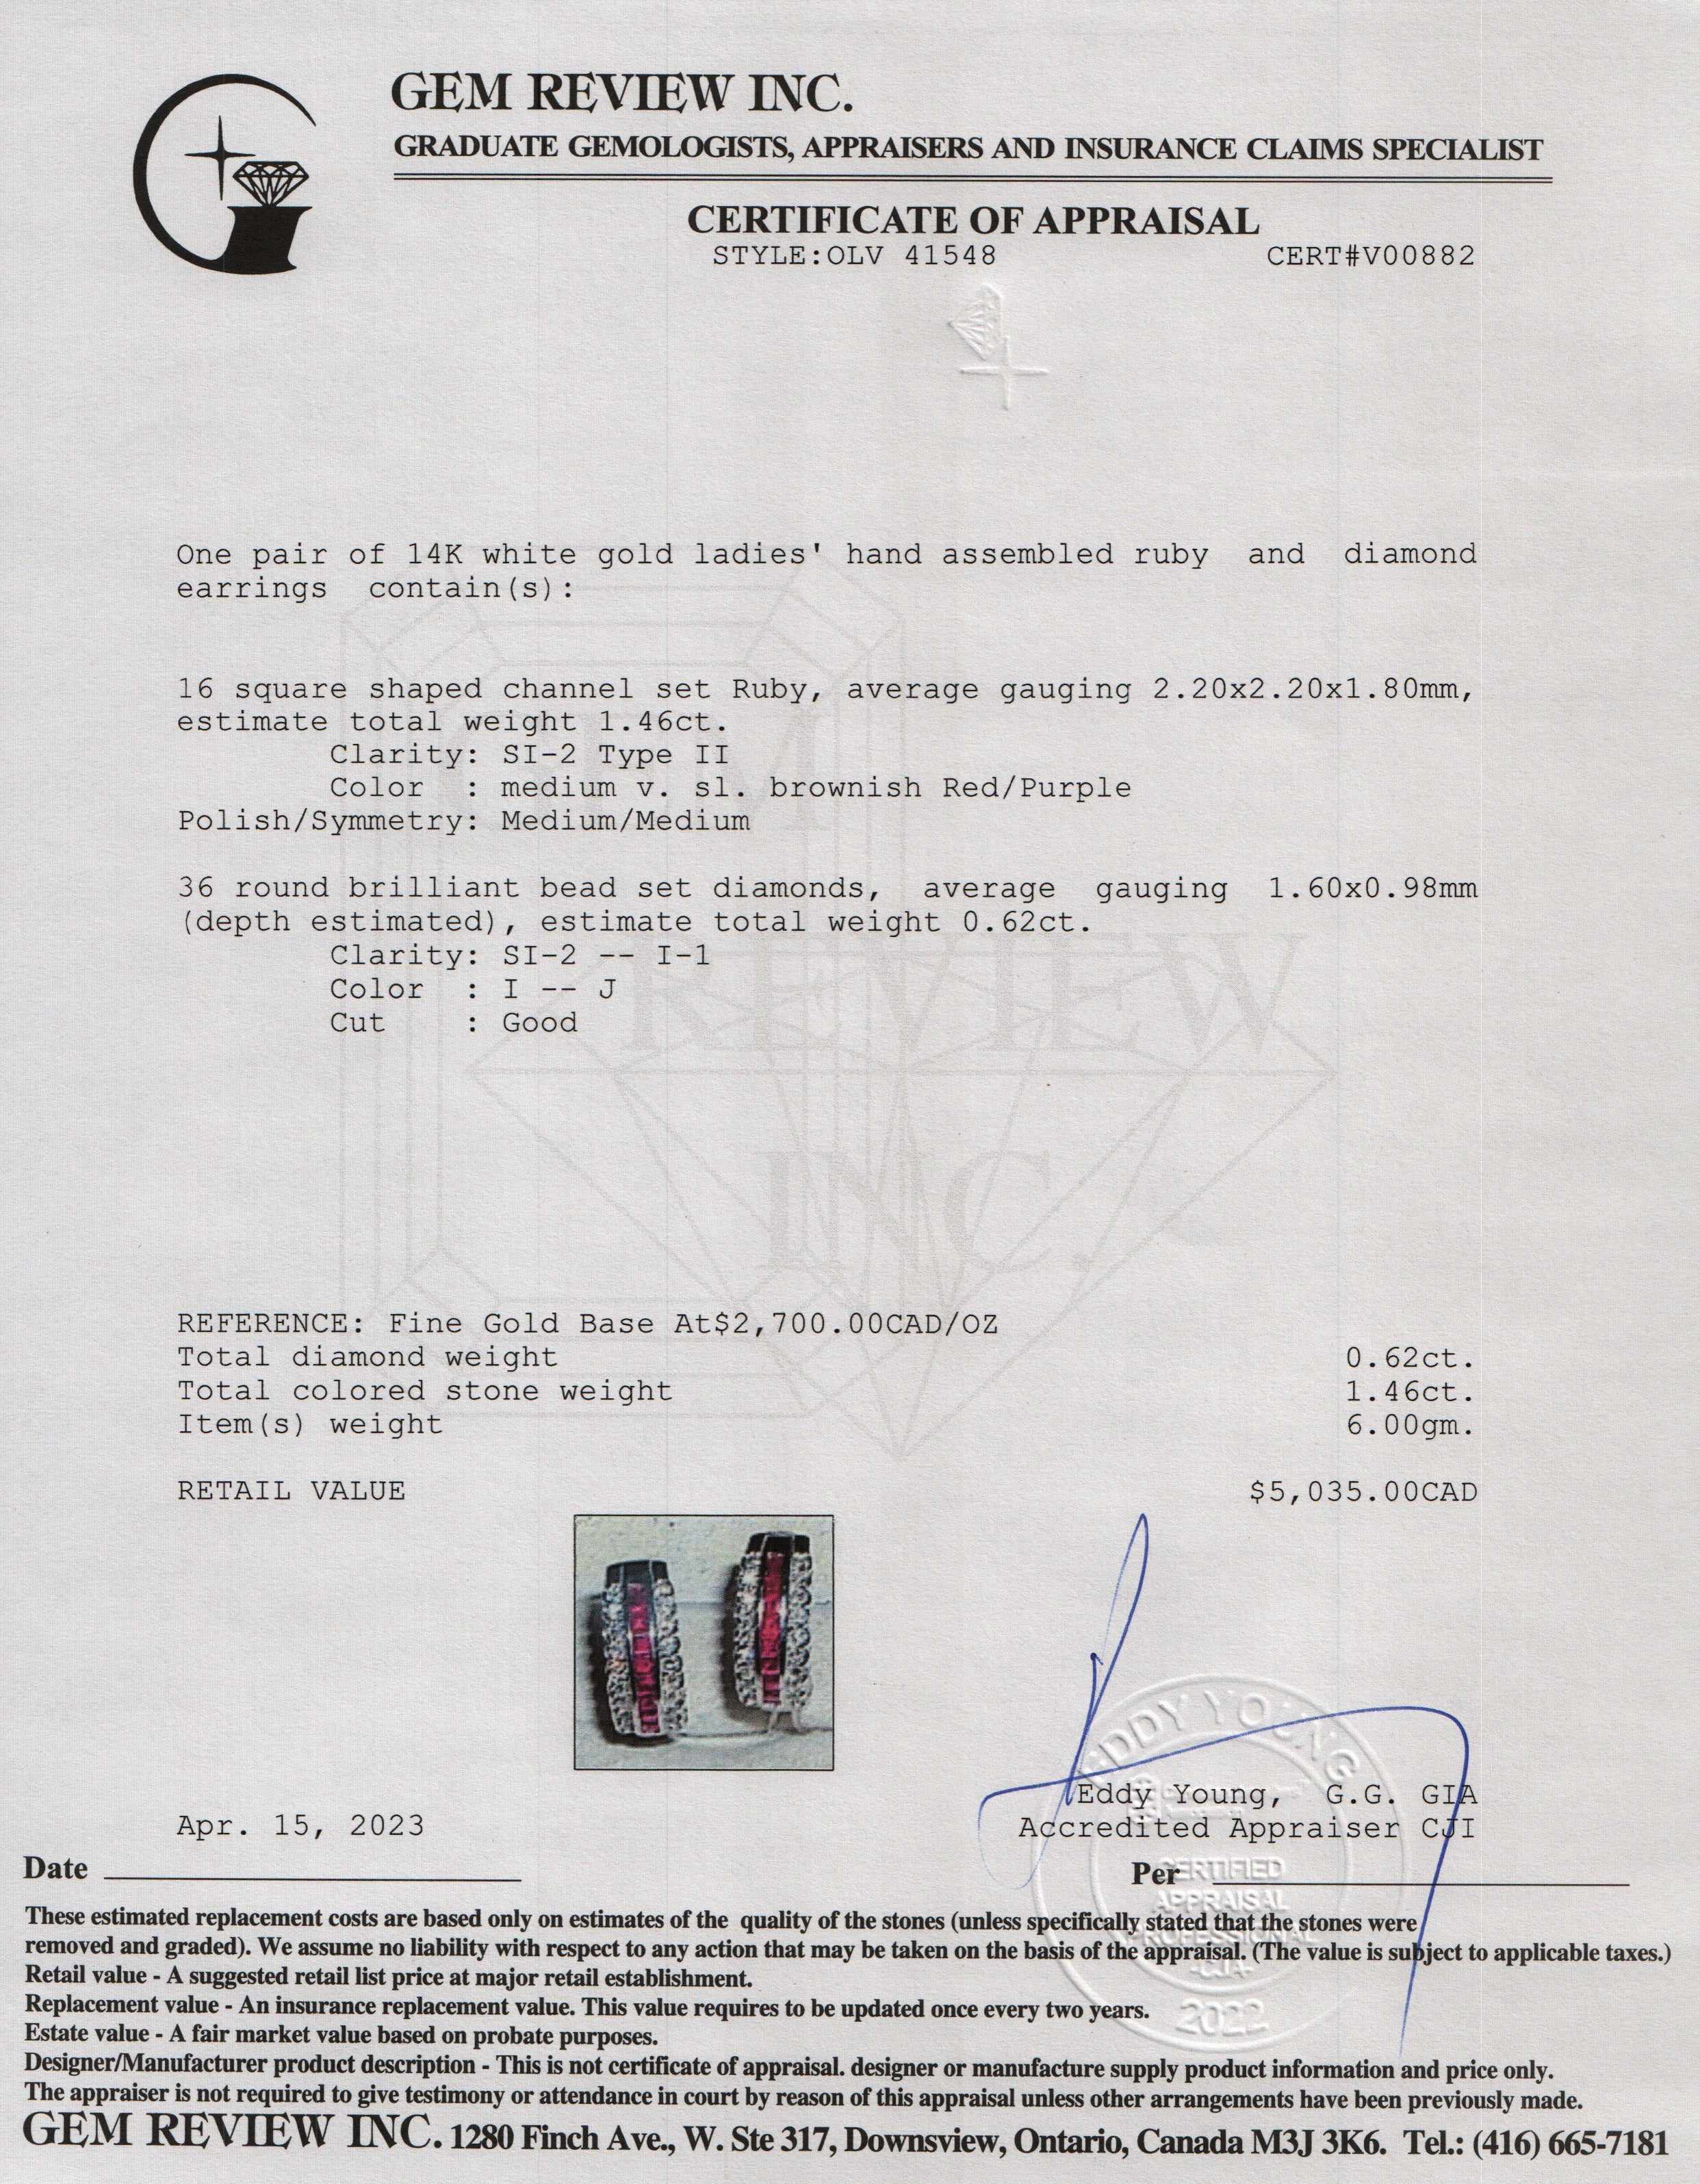 GEM REVIEW INC.
GRADUATE GEMOLOGISTS, APPRAISERS AND INSURANCE CLAIMS SPECIALIST
CERTIFICATE OF APPRAISAL
STYLE:OLV 41548 CERT#V00882
One pair of 14K white gold ladies' hand assembled ruby and diamond
earrings contain(s):
16 square shaped channel set Ruby, average gauging 2.20x2.20x1.80mm,
estimate total weight 1.46ct.
Clarity: SI-2 Type II
Color : medium v. sl. brownish Red/Purple
Polish/Symmetry: Medium/Medium
36 round brilliant bead set diamonds, average gauging 1.60x0.98mm
(depth estimated), estimate total weight 0.62ct.
Clarity: SI-2 -- I-1
Color : I -- J
Cut : Good
REVIEW
INC.
REFERENCE: Fine Gold Base At$2,700.00CAD/OZ
Total diamond weight 0.62ct.
Total colored stone weight 1.46ct.
Item(s) weight 6.00gm.
RETAIL VALUE $5,035.00CAD
EDDY YOUNG
Eddy Young, G.G. GIA
Apr. 15, 2023 Accredited Appraiser CJI
Date Per
CERTIFIED
APPRAISAL
PROFESSIONAL
2022
These estimated replacement costs are based only on estimates of the quality of the stones (unless specifically stated that the stones were
removed and graded). We assume no liability with respect to any action that may be taken on the basis of the appraisal. (The value is subject to applicable taxes.)
Retail value - A suggested retail list price at major retail establishment.
Replacement value - An insurance replacement value. This value requires to be updated once every two years.
Estate value - A fair market value based on probate purposes.
Designer/Manufacturer product description - This is not certificate of appraisal. designer or manufacture supply product information and price only.
The appraiser is not required to give testimony or attendance in court by reason of this appraisal unless other arrangements have been previously made.
GEM REVIEW INC. 1280 Finch Ave., W. Ste 317, Downsview, Ontario, Canada M3J 3K6. Tel.: (416) 665-7181